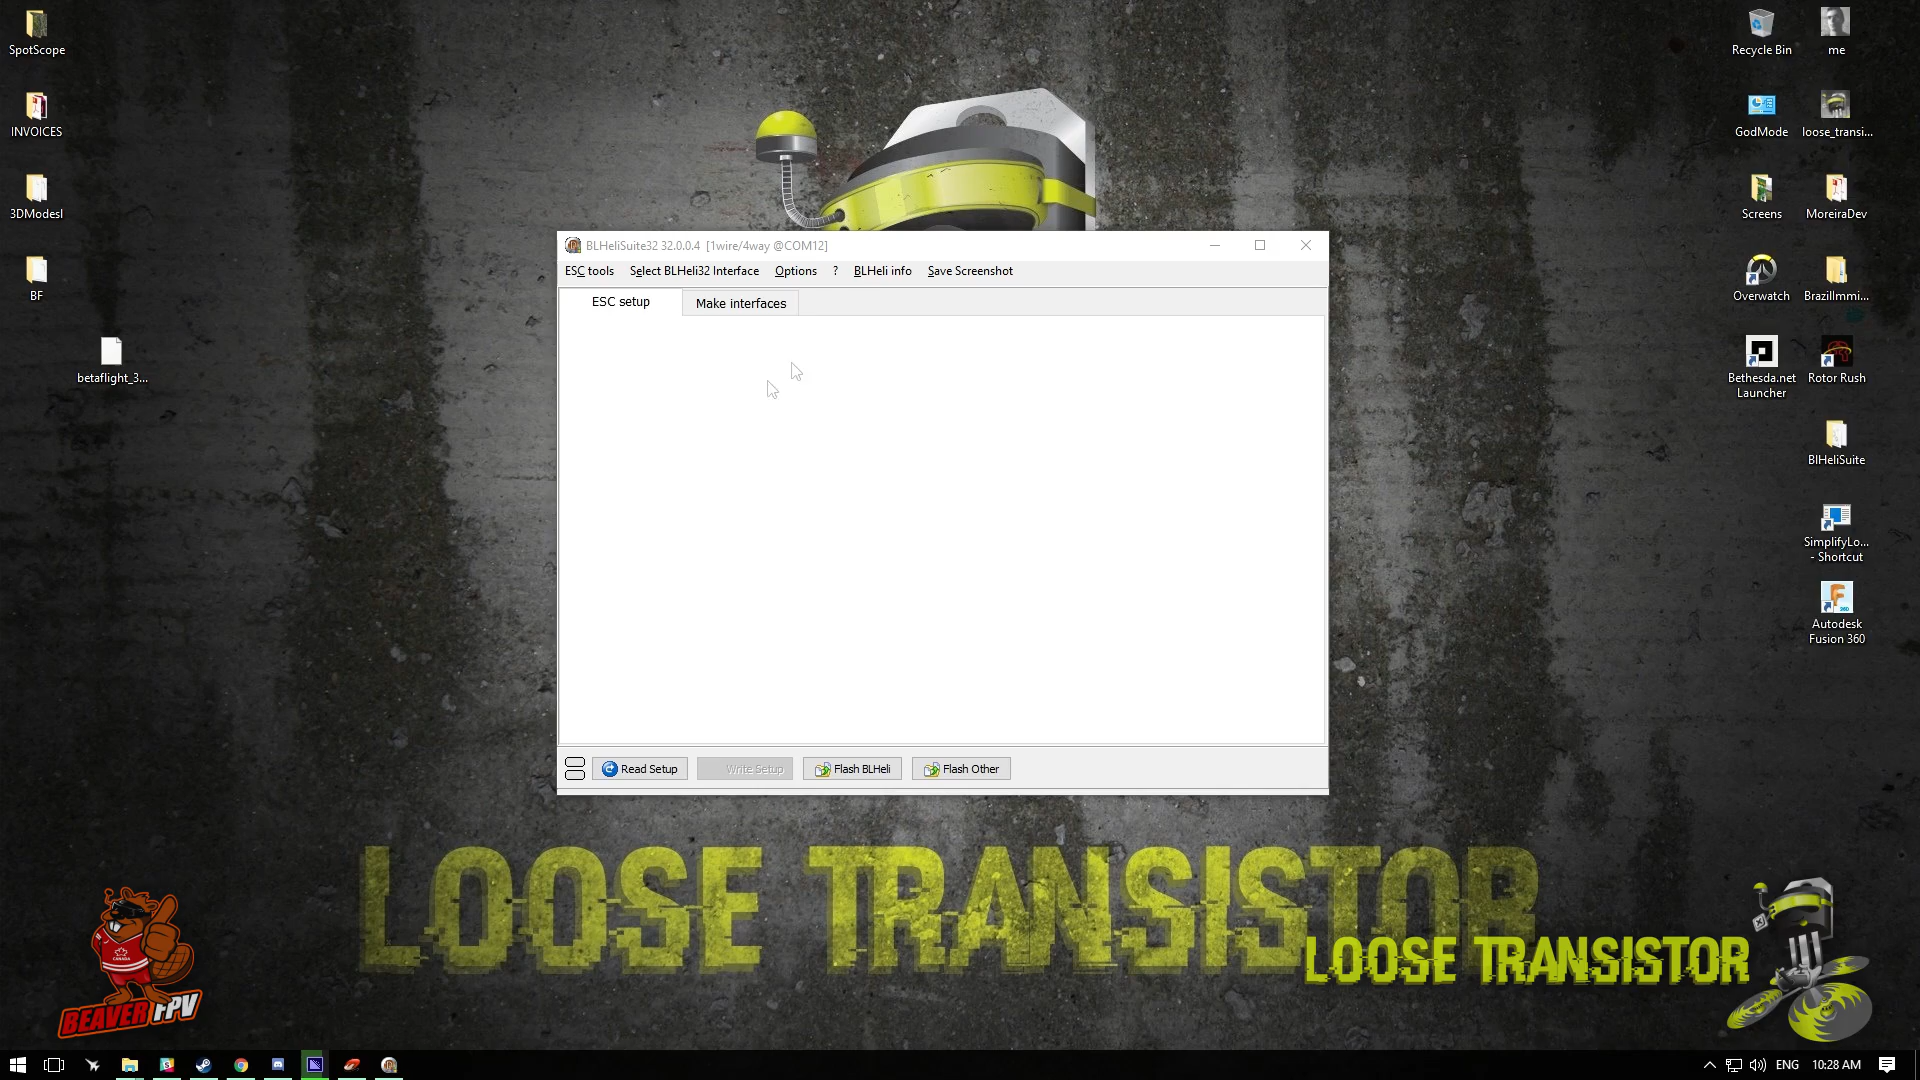 SpotScope
INVOICES
3DModesl
BF
betaflight_3...
Recycle Bin
me
GodMode
loose_transi...
Screens
MoreiraDev
Overwatch
BrazilImmi...
Bethesda.net
Launcher
Rotor Rush
BlHeliSuite
SimplifyLo...
- Shortcut
Autodesk
Fusion 360
BLHeliSuite32 32.0.0.4 [1wire/4way @COM12]
ESC tools Select BLHeli32 Interface Options ? BLHeli info Save Screenshot
ESC setup Make interfaces
Read Setup Write Setup Flash BLHeli Flash Other
LOOSE TRANSISTOR
LOOSE TRANSISTOR
CANADA
BEAVER FPV
ENG 10:28 AM